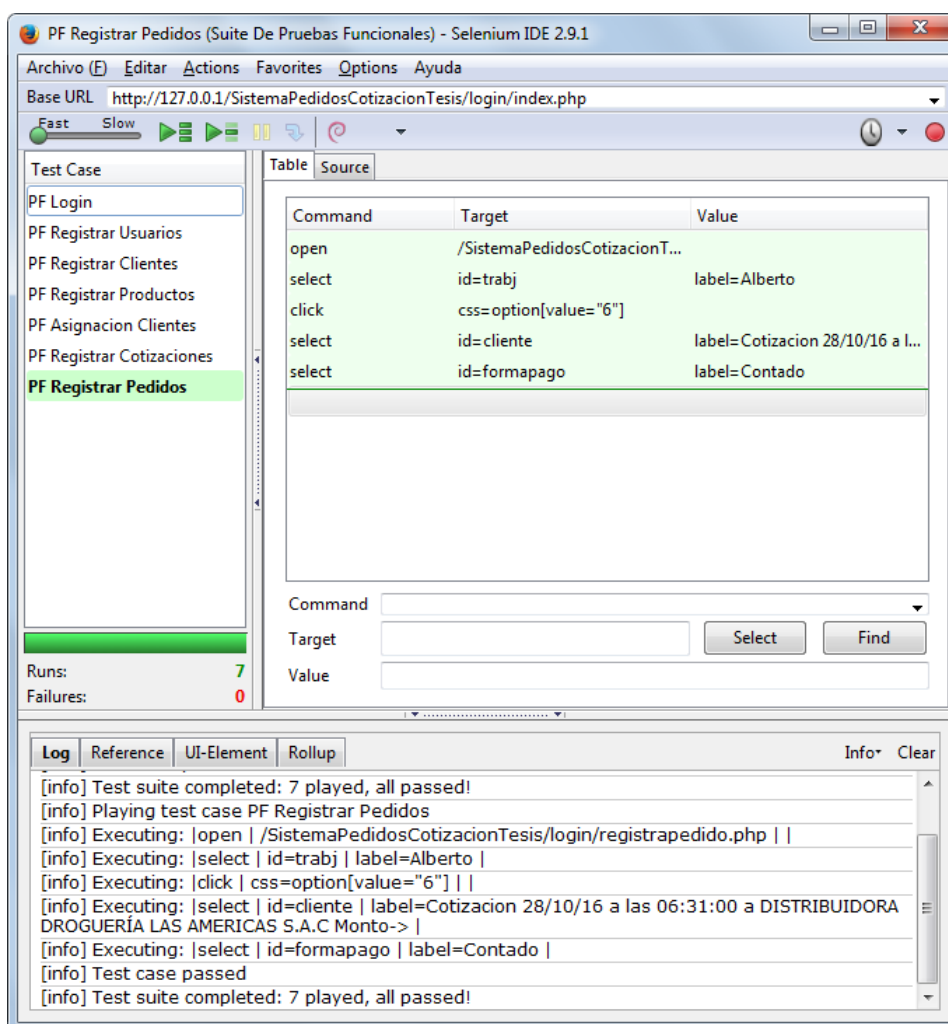 PF Registrar Pedidos (Suite De Pruebas Funcionales) - Selenium IDE 2.9.1
Archivo (F) Editar Actions Favorites Options Ayuda
Base URL http://127.0.0.1/SistemaPedidosCotizacionTesis/login/index.php
Fast Slow
Test Case
PF Login
PF Registrar Usuarios
PF Registrar Clientes
PF Registrar Productos
PF Asignacion Clientes
PF Registrar Cotizaciones
PF Registrar Pedidos
Runs: 7
Failures: 0
Table Source
Command Target Value
open /SistemaPedidosCotizacionT...
select id=trabj label=Alberto
click css=option[value="6"]
select id=cliente label=Cotizacion 28/10/16 a l...
select id=formapago label=Contado
Command
Target Select Find
Value
Log Reference UI-Element Rollup Info Clear
[info] Test suite completed: 7 played, all passed!
[info] Playing test case PF Registrar Pedidos
[info] Executing: |open | /SistemaPedidosCotizacionTesis/login/registrapedido.php | |
[info] Executing: |select | id=trabj | label=Alberto |
[info] Executing: |click | css=option[value="6"] | |
[info] Executing: |select | id=cliente | label=Cotizacion 28/10/16 a las 06:31:00 a DISTRIBUIDORA
DROGUERÍA LAS AMERICAS S.A.C Monto-> |
[info] Executing: |select | id=formapago | label=Contado |
[info] Test case passed
[info] Test suite completed: 7 played, all passed!